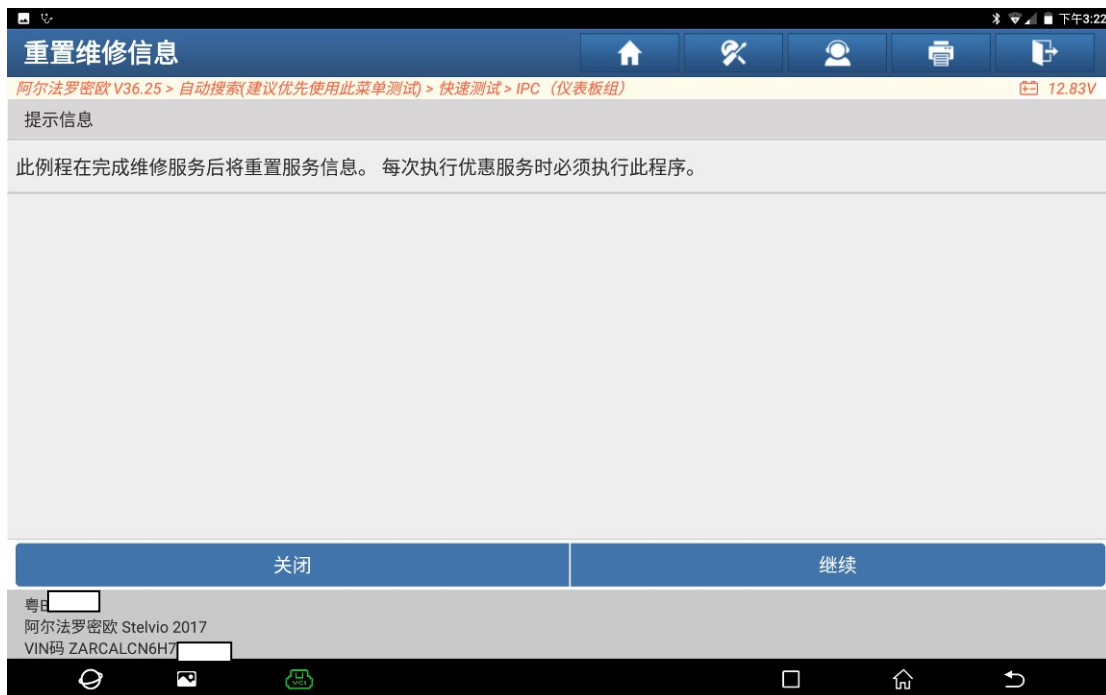 下午3:22
重置维修信息
阿尔法罗密欧 V36.25 > 自动搜索(建议优先使用此菜单测试) > 快速测试 > IPC（仪表板组）
12.83V
提示信息
此例程在完成维修服务后将重置服务信息。 每次执行优惠服务时必须执行此程序。
关闭
继续
粤B
阿尔法罗密欧 Stelvio 2017
VIN码 ZARCALCN6H7
VCI